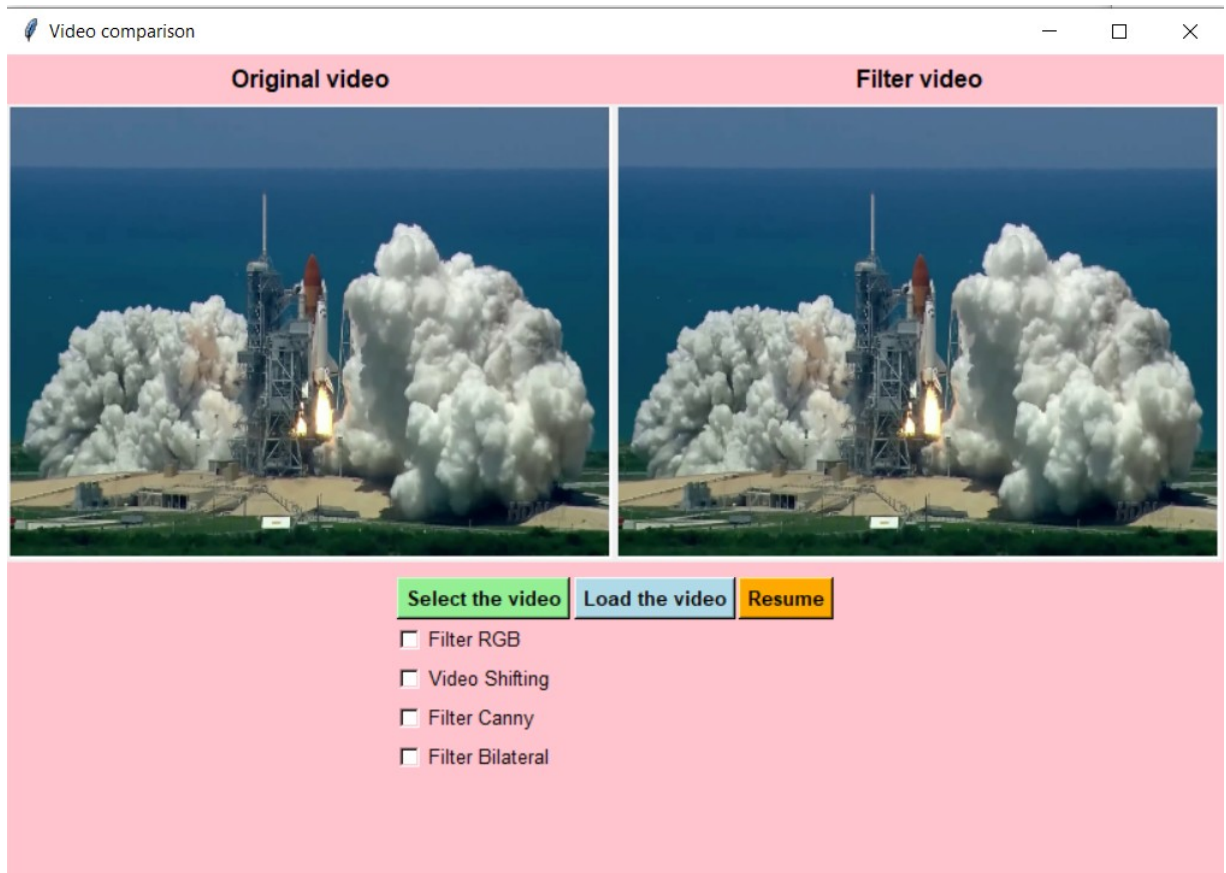 Video comparison
Original video Filter video
Select the video Load the video Resume
Filter RGB
Video Shifting
Filter Canny
Filter Bilateral